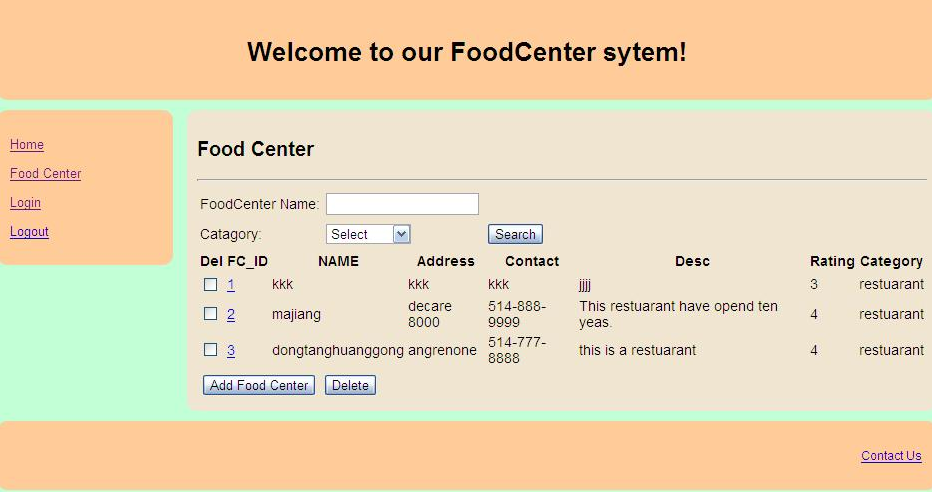 Welcome to our FoodCenter sytem!
Home
Food Center
Login
Logout
Food Center
FoodCenter Name:
Catagory: Select Search
Del FC_ID NAME Address Contact Desc Rating Category
1 kkk kkk kkk jjjj 3 restuarant
2 majiang decare 8000 514-888-9999 This restuarant have opend ten yeas. 4 restuarant
3 dongtanghuanggong angrenone 514-777-8888 this is a restuarant 4 restuarant
Add Food Center Delete
Contact Us